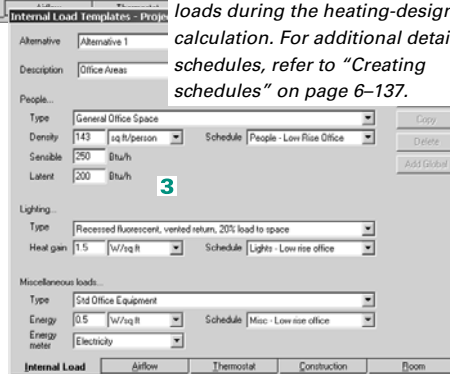 Internal Load Templates - Proje
loads during the heating-design
calculation. For additional detai
schedules, refer to “Creating
schedules” on page 6–137.
Alternative Alternative 1
Description Office Areas
People...
Type General Office Space
Density 143 sq ft/person Schedule People - Low Rise Office
Sensible 250 Btu/h
Latent 200 Btu/h
Copy
Delete
Add Global
3
Lighting...
Type Recessed fluorescent, vented return, 20% load to space
Heat gain 1.5 W/sq ft Schedule Lights - Low rise office
Miscellaneous loads...
Type Std Office Equipment
Energy 0.5 W/sq ft Schedule Misc - Low rise office
Energy
meter Electricity
Internal Load Airflow Thermostat Construction Room